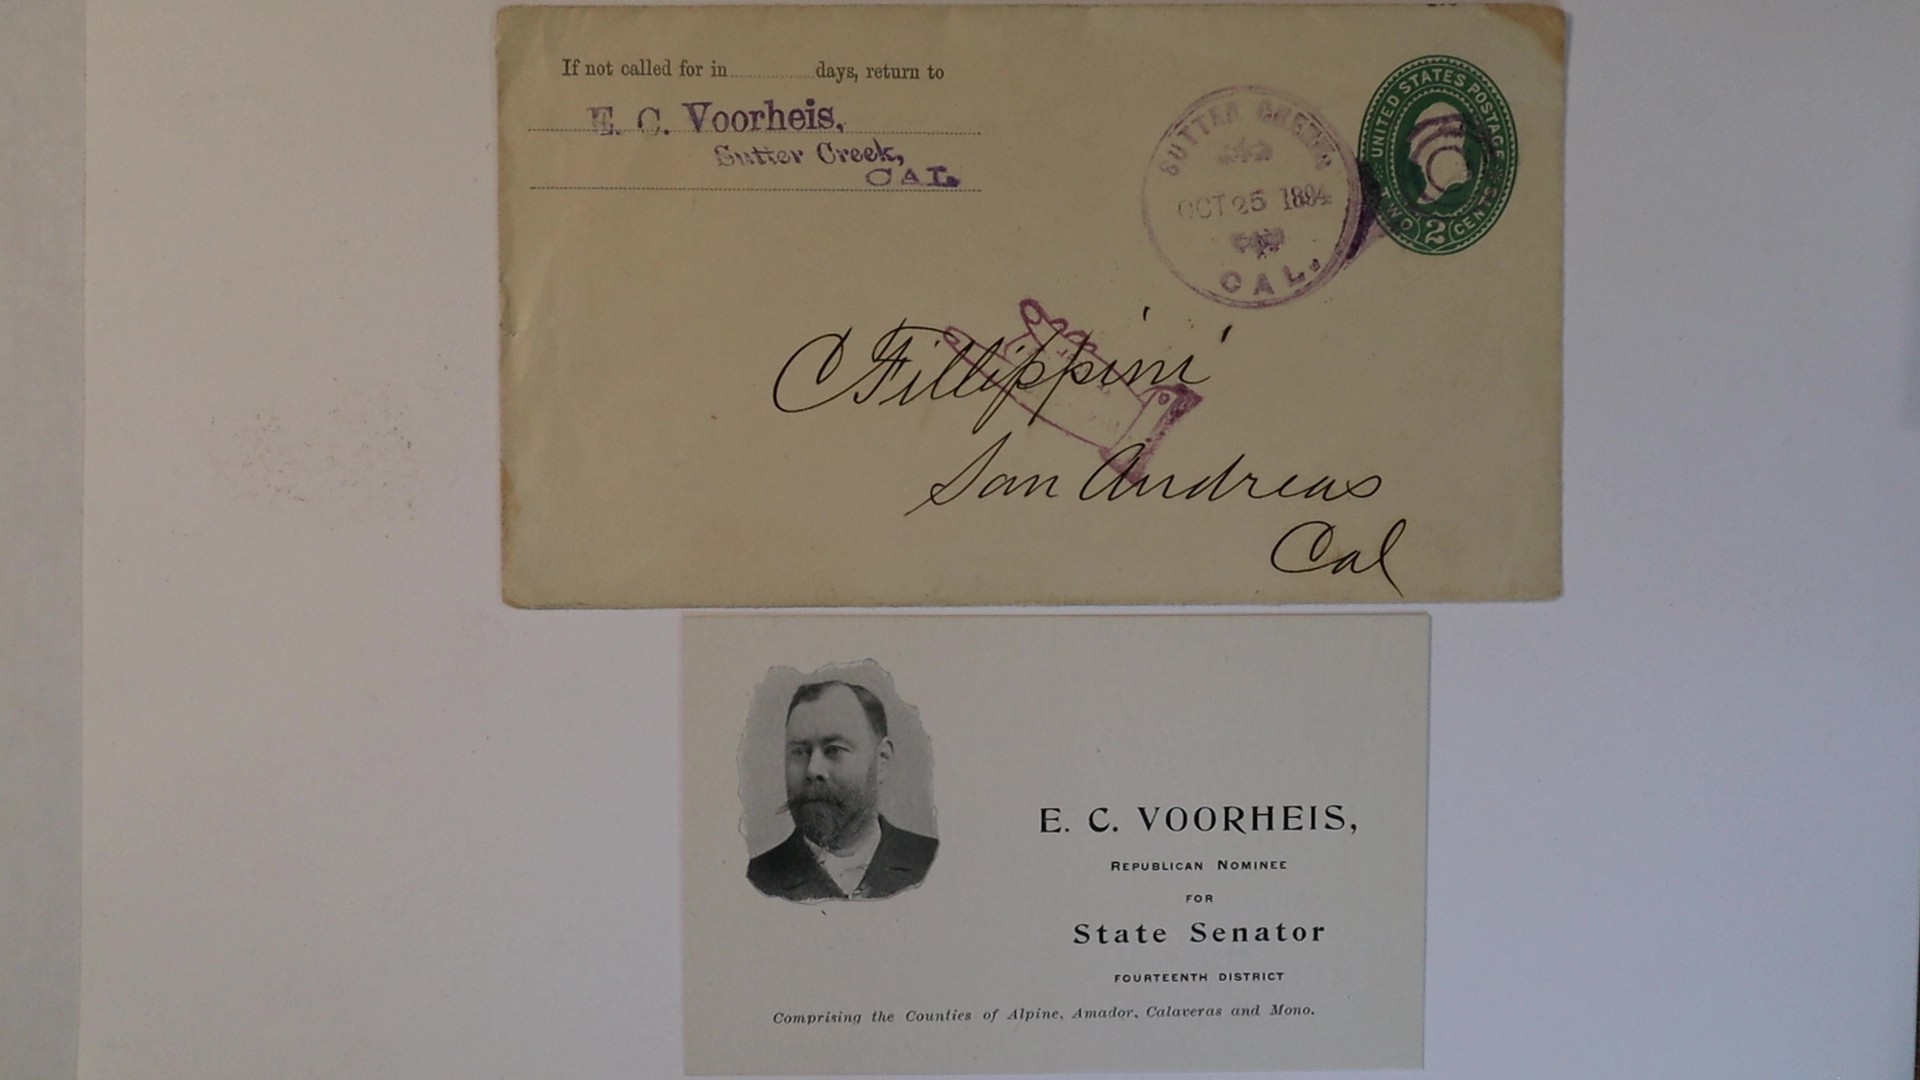 If not called for in ............ days, return to
E. C. Voorheis,
Sutter Creek,
CAL.
SUTTER CREEK
OCT 25 1894
CAL.
UNITED STATES POSTAGE
TWO 2 CENTS
C Fillippini
San Andreas
Cal
E. C. VOORHEIS,
REPUBLICAN NOMINEE
FOR
State Senator
FOURTEENTH DISTRICT
Comprising the Counties of Alpine, Amador, Calaveras and Mono.